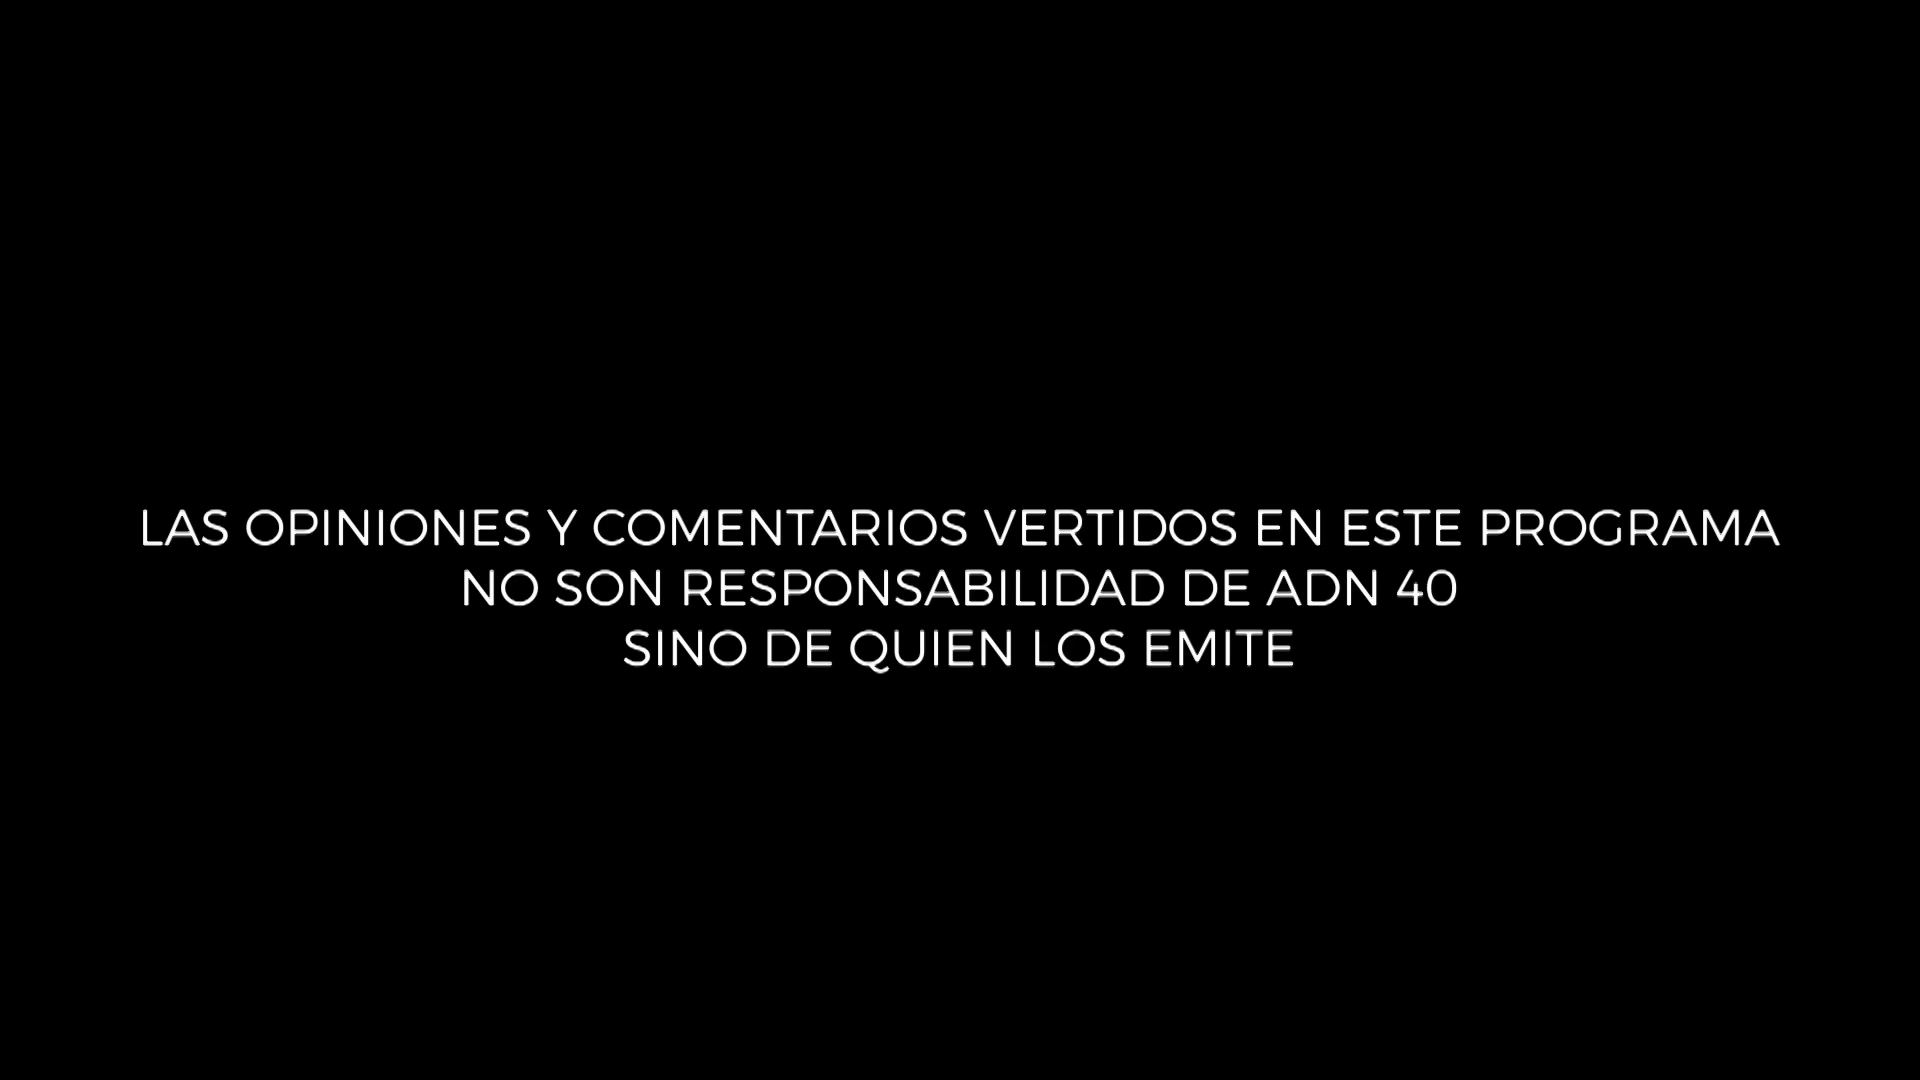 LAS OPINIONES Y COMENTARIOS VERTIDOS EN ESTE PROGRAMA
NO SON RESPONSABILIDAD DE ADN 40
SINO DE QUIEN LOS EMITE